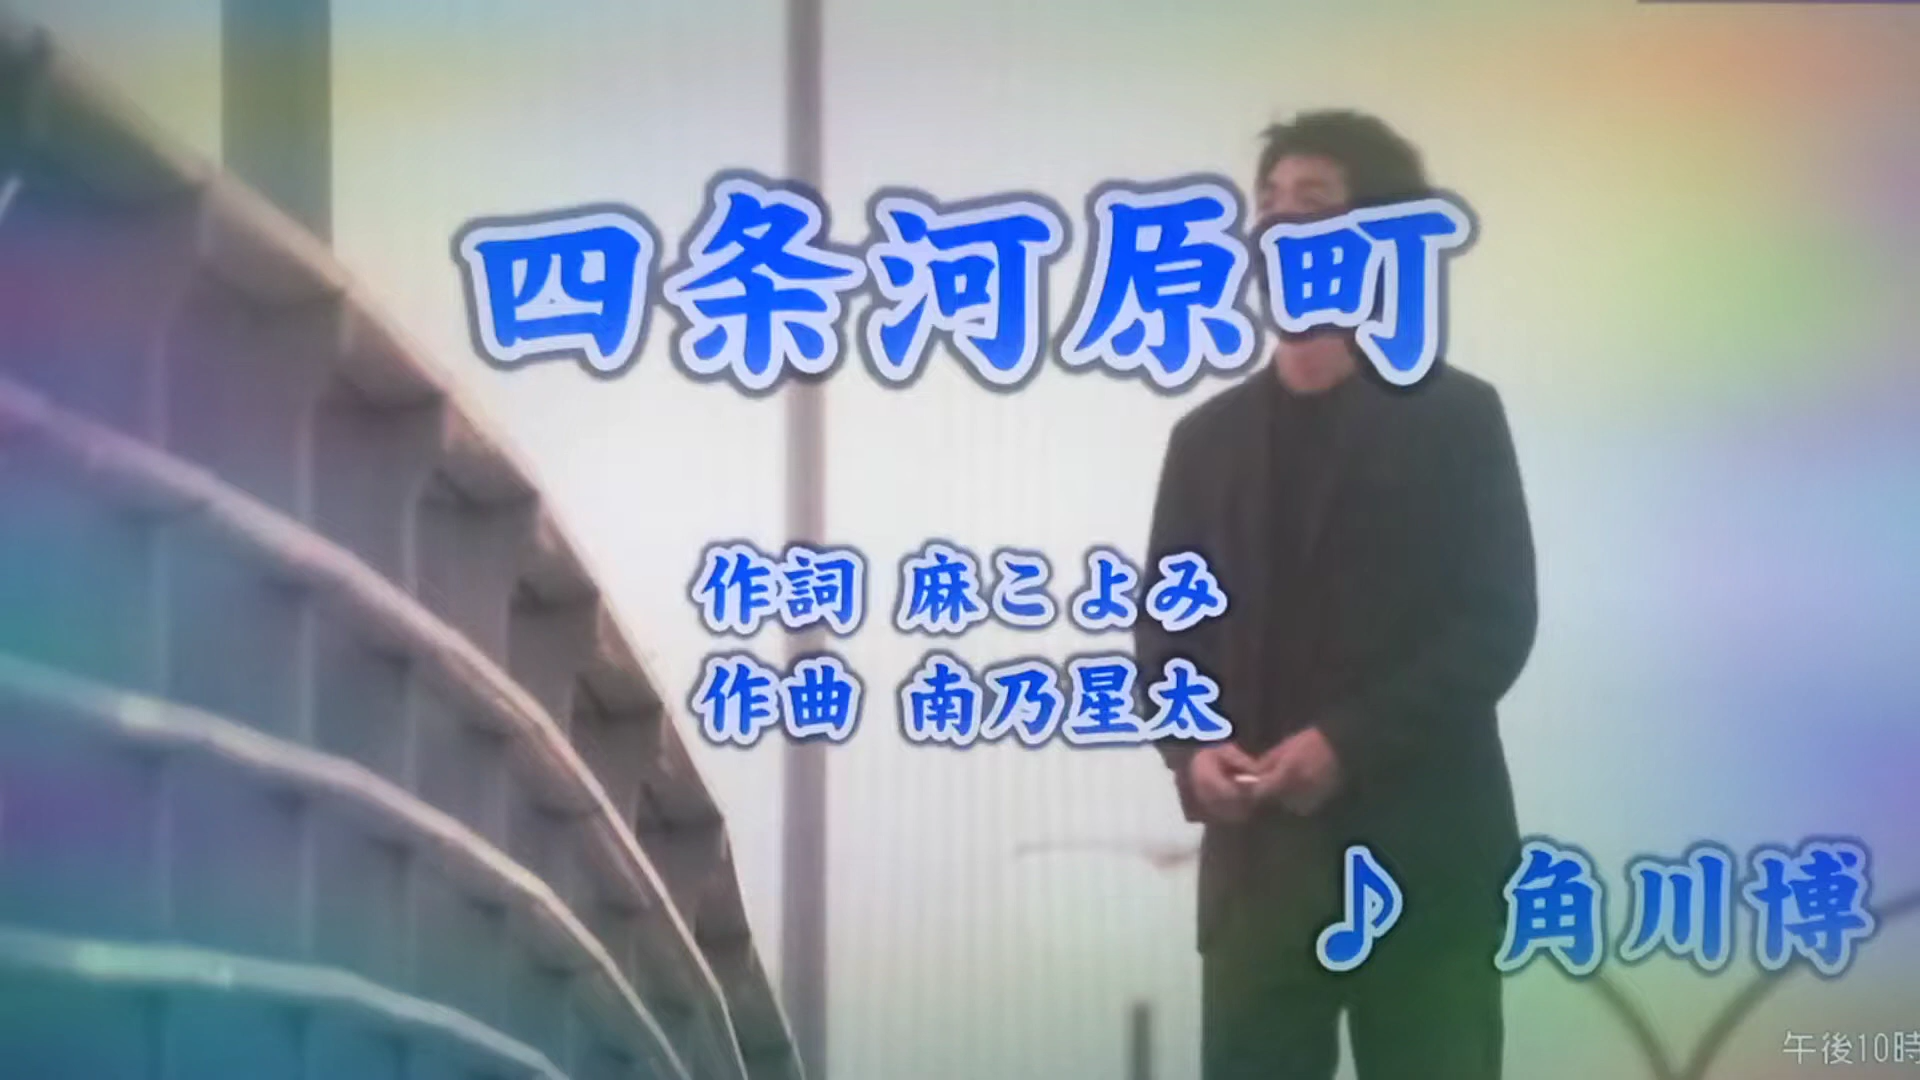 四条河原町
作詞 麻こよみ
作曲 南乃星太
♪ 角川博
午後10時